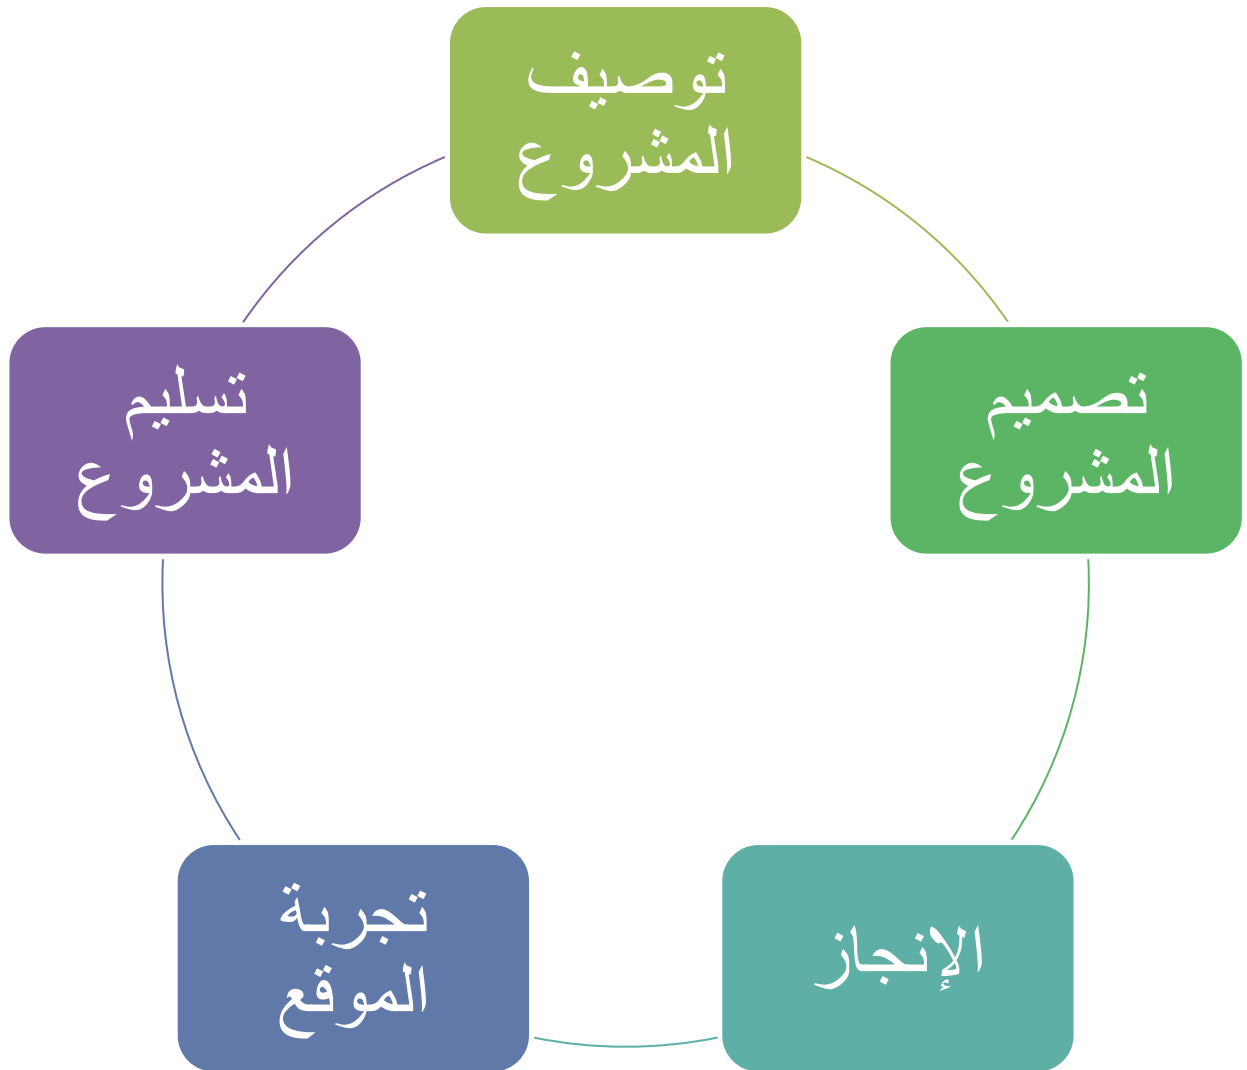 توصيف
المشروع
تصميم
المشروع
الإنجاز
تجربة
الموقع
تسليم
المشروع